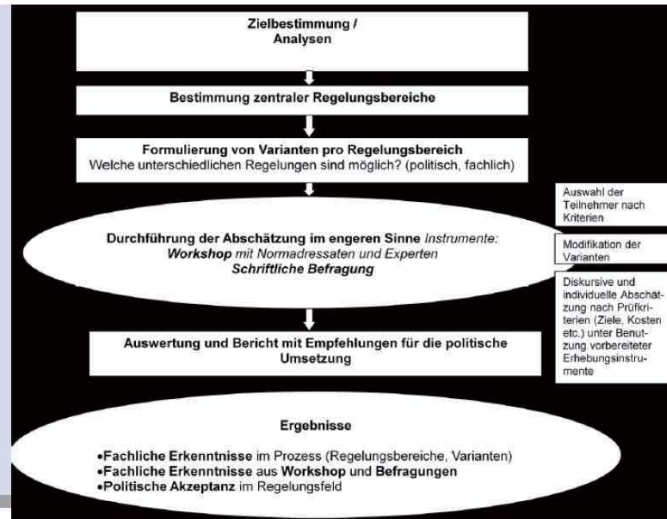 Zielbestimmung /
Analysen
Bestimmung zentraler Regelungsbereiche
Formulierung von Varianten pro Regelungsbereich
Welche unterschiedlichen Regelungen sind möglich? (politisch, fachlich)
Durchführung der Abschätzung im engeren Sinne Instrumente:
Workshop mit Normadressaten und Experten
Schriftliche Befragung
Auswahl der
Teilnehmer nach
Kriterien
Modifikation der
Varianten
Diskursive und
individuelle Abschät-
zung nach Prüfkri-
terien (Ziele, Kosten
etc.) unter Benut-
zung vorbereiteter
Erhebungsinstru-
mente
Auswertung und Bericht mit Empfehlungen für die politische
Umsetzung
Ergebnisse
•Fachliche Erkenntnisse im Prozess (Regelungsbereiche, Varianten)
•Fachliche Erkenntnisse aus Workshop und Befragungen
•Politische Akzeptanz im Regelungsfeld